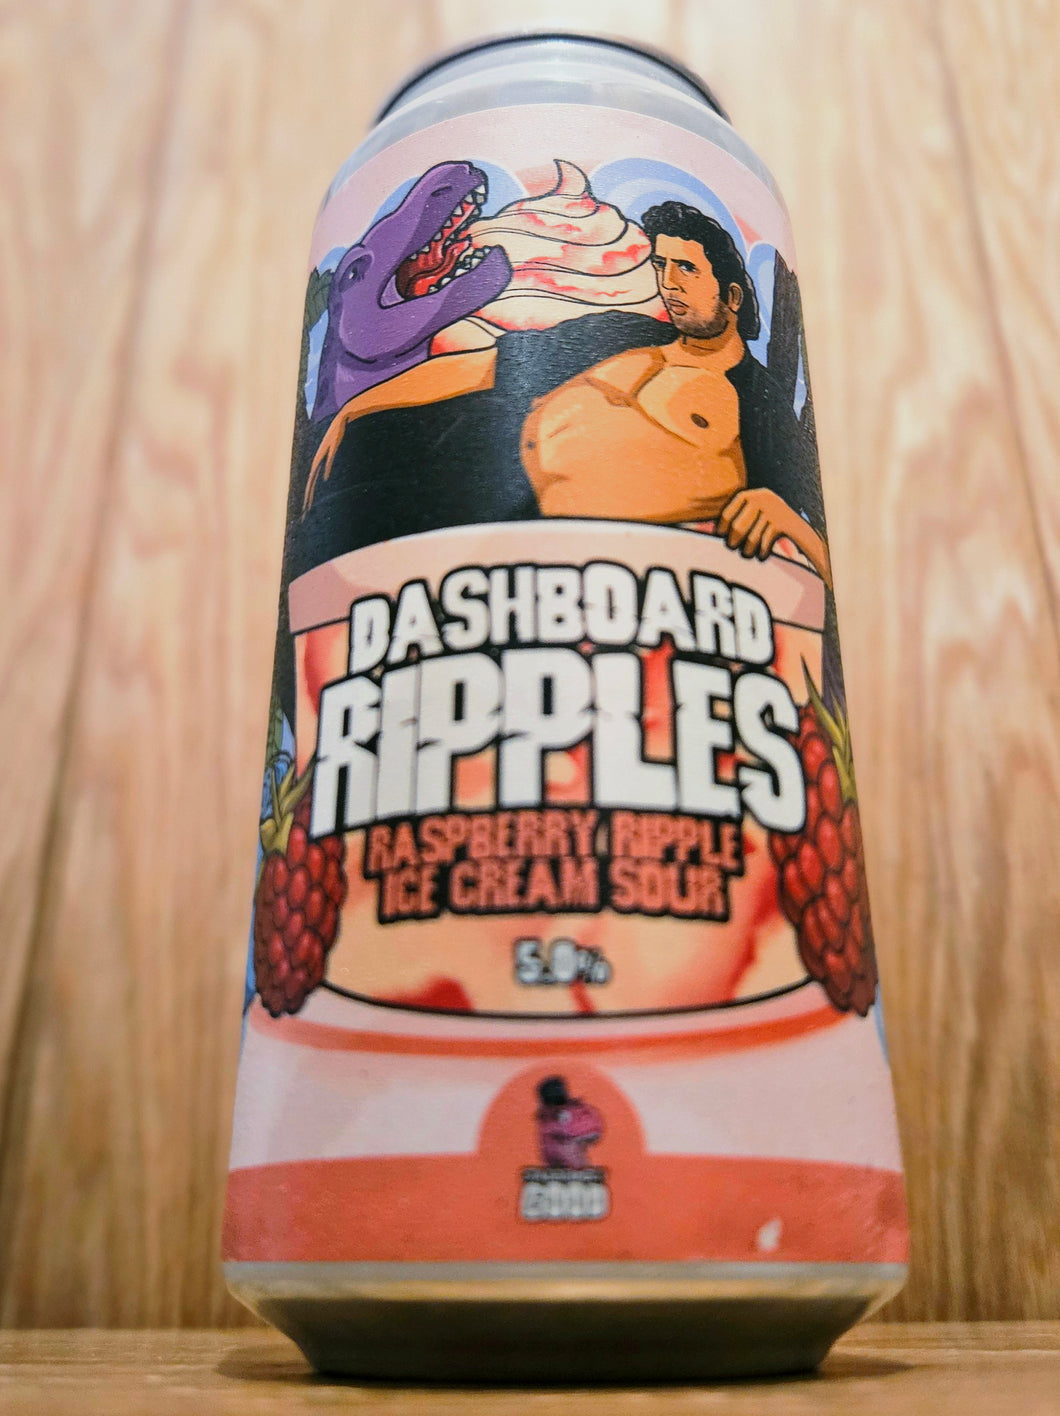 DASHBOARD
RIPPLES
RASPBERRY RIPPLE
ICE CREAM SOUR
5.0%
GOOD